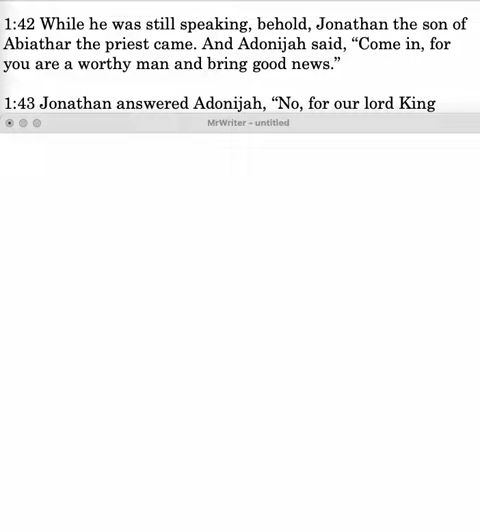 1:42 While he was still speaking, behold, Jonathan the son of
Abiathar the priest came. And Adonijah said, “Come in, for
you are a worthy man and bring good news.”
1:43 Jonathan answered Adonijah, “No, for our lord King
MrWriter - untitled